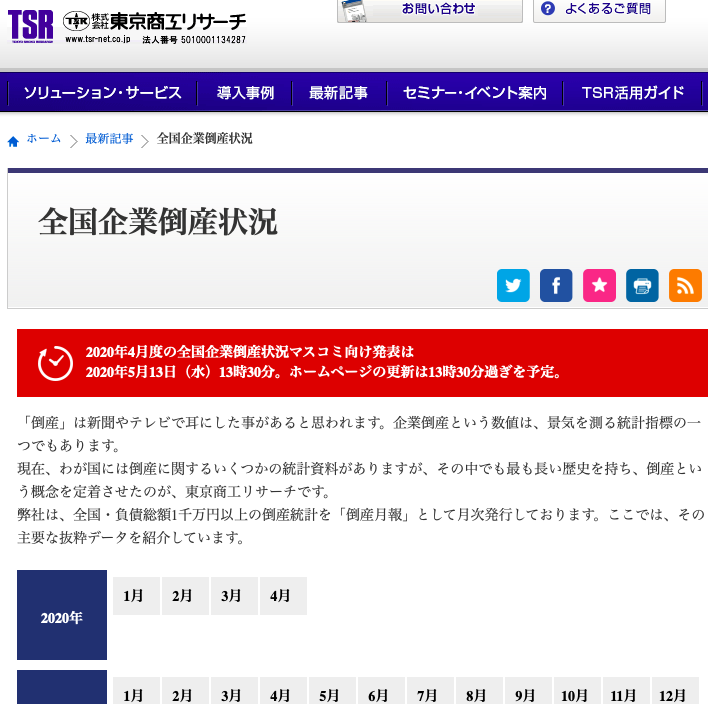 お問い合わせ
よくあるご質問
TSR
TOKYO SHOKO RESEARCH
TSR 株式会社 東京商工リサーチ
www.tsr-net.co.jp 法人番号 5010001134287
ソリューション・サービス 導入事例 最新記事 セミナー・イベント案内 TSR活用ガイド
ホーム 最新記事 全国企業倒産状況
全国企業倒産状況
2020年4月度の全国企業倒産状況マスコミ向け発表は
2020年5月13日（水）13時30分。ホームページの更新は13時30分過ぎを予定。
「倒産」は新聞やテレビで耳にした事があると思われます。企業倒産という数値は、景気を測る統計指標の一
つでもあります。
現在、わが国には倒産に関するいくつかの統計資料がありますが、その中でも最も長い歴史を持ち、倒産とい
う概念を定着させたのが、東京商工リサーチです。
弊社は、全国・負債総額1千万円以上の倒産統計を「倒産月報」として月次発行しております。ここでは、その
主要な抜粋データを紹介しています。
2020年
1月 2月 3月 4月
1月 2月 3月 4月 5月 6月 7月 8月 9月 10月 11月 12月